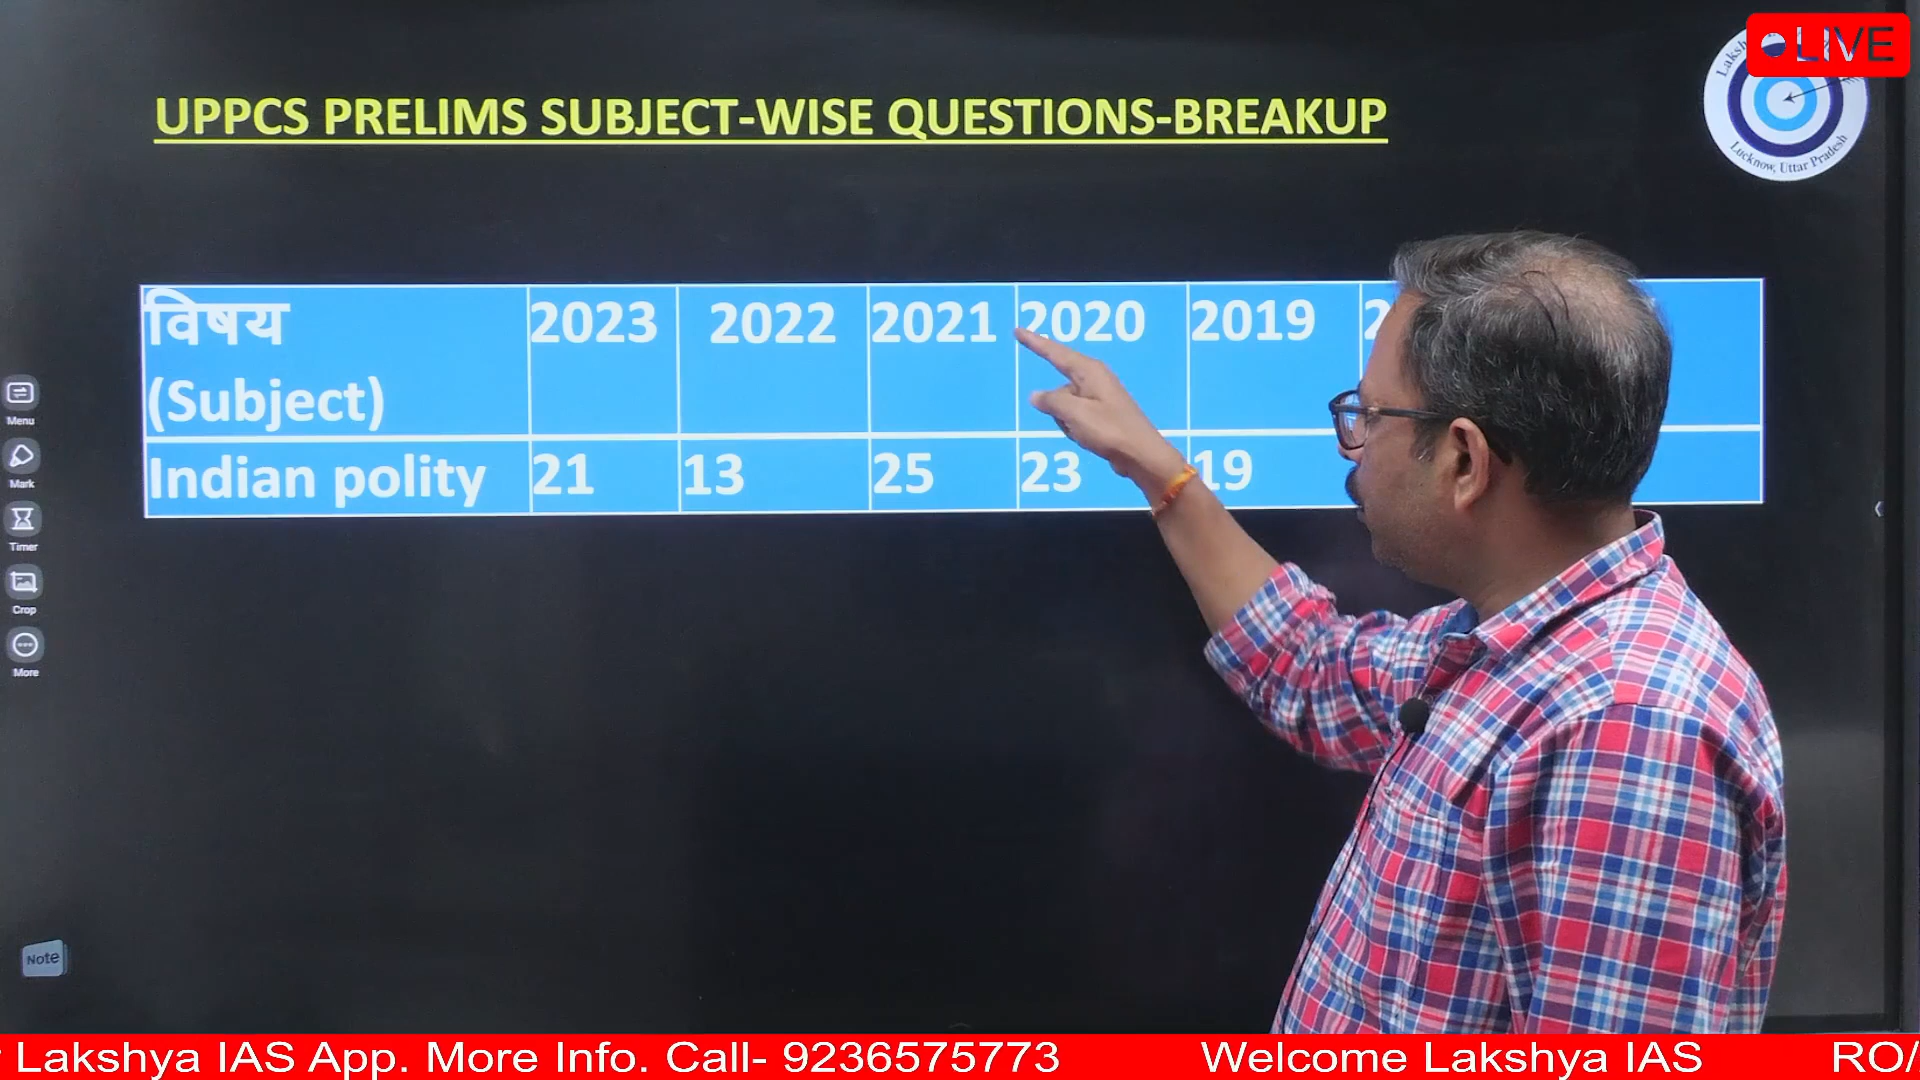 LIVE
Lucknow, Uttar Pradesh
UPPCS PRELIMS SUBJECT-WISE QUESTIONS-BREAKUP
विषय (Subject) 2023 2022 2021 2020 2019
Indian polity 21 13 25 23 19
Menu
Mark
Timer
Crop
More
Note
Lakshya IAS App. More Info. Call- 9236575773 Welcome Lakshya IAS RO/